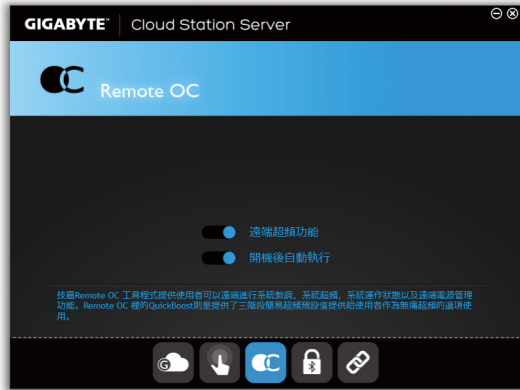 GIGABYTE™ Cloud Station Server
Remote OC
遠端超頻功能
開機後自動執行
技嘉Remote OC 工具程式提供使用者可以遠端進行系統微調, 系統超頻, 系統運作狀態以及遠端電源管理
功能。Remote OC 裡的QuickBoost則是提供了三階段簡易超頻預設值提供給使用者作為無痛超頻的選項使
用。
G